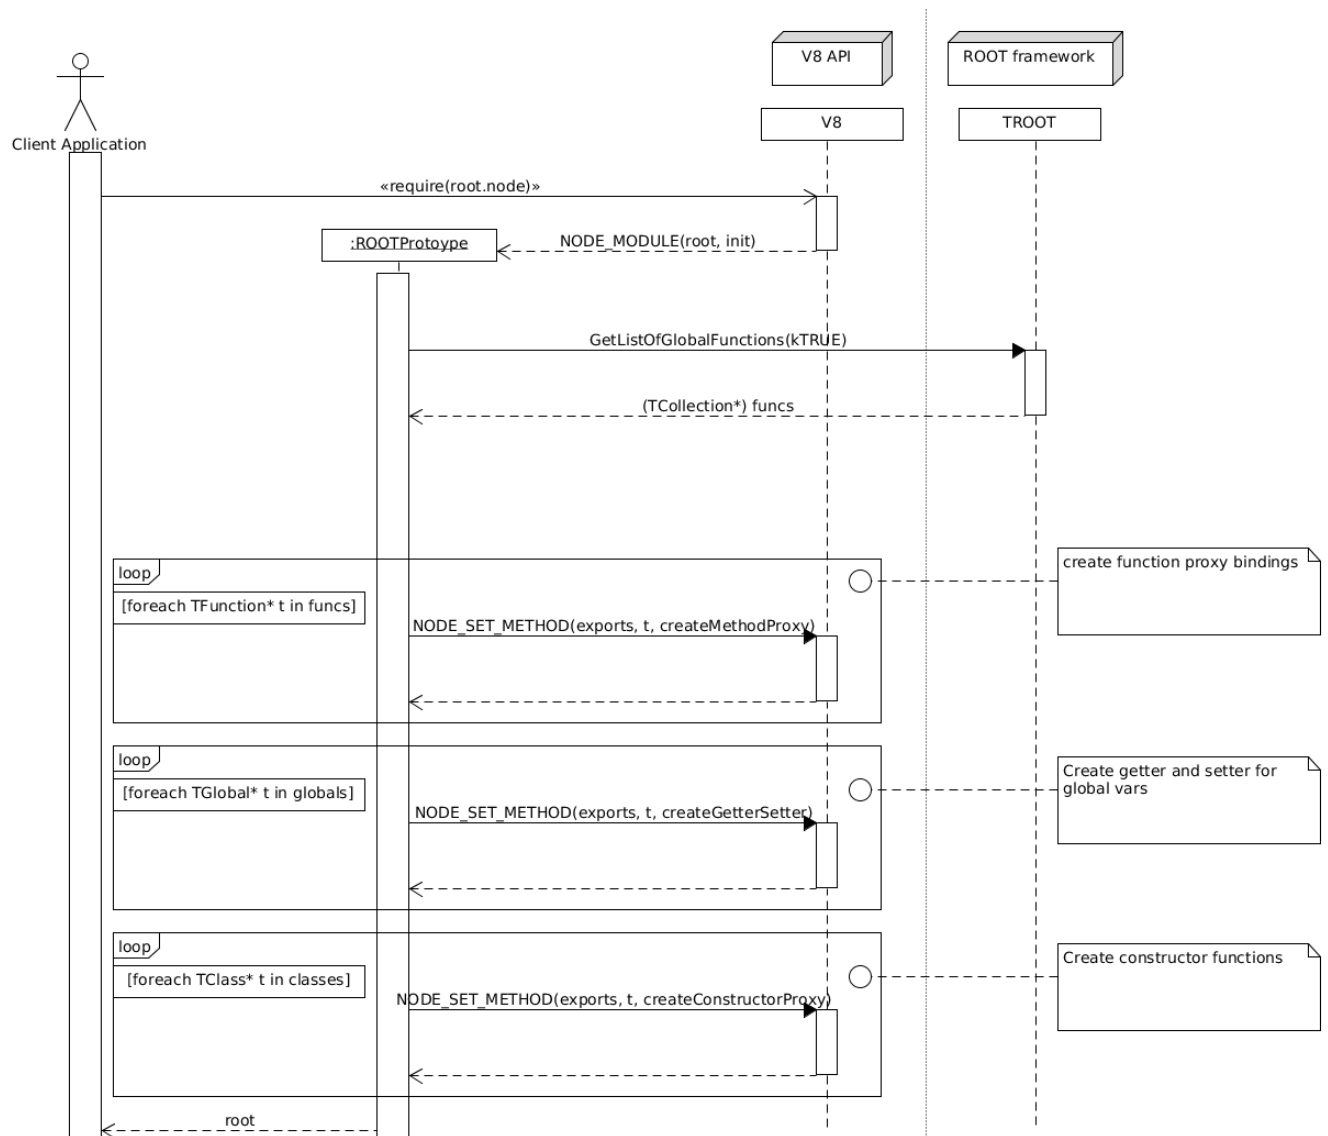 V8 API
ROOT framework
V8
TROOT
Client Application
«require(root.node)»
:ROOTProtoype
NODE_MODULE(root, init)
GetListOfGlobalFunctions(kTRUE)
(TCollection*) funcs
loop
create function proxy bindings
[foreach TFunction* t in funcs]
NODE_SET_METHOD(exports, t, createMethodProxy)
loop
Create getter and setter for
global vars
[foreach TGlobal* t in globals]
NODE_SET_METHOD(exports, t, createGetterSetter)
loop
Create constructor functions
[foreach TClass* t in classes]
NODE_SET_METHOD(exports, t, createConstructorProxy)
root